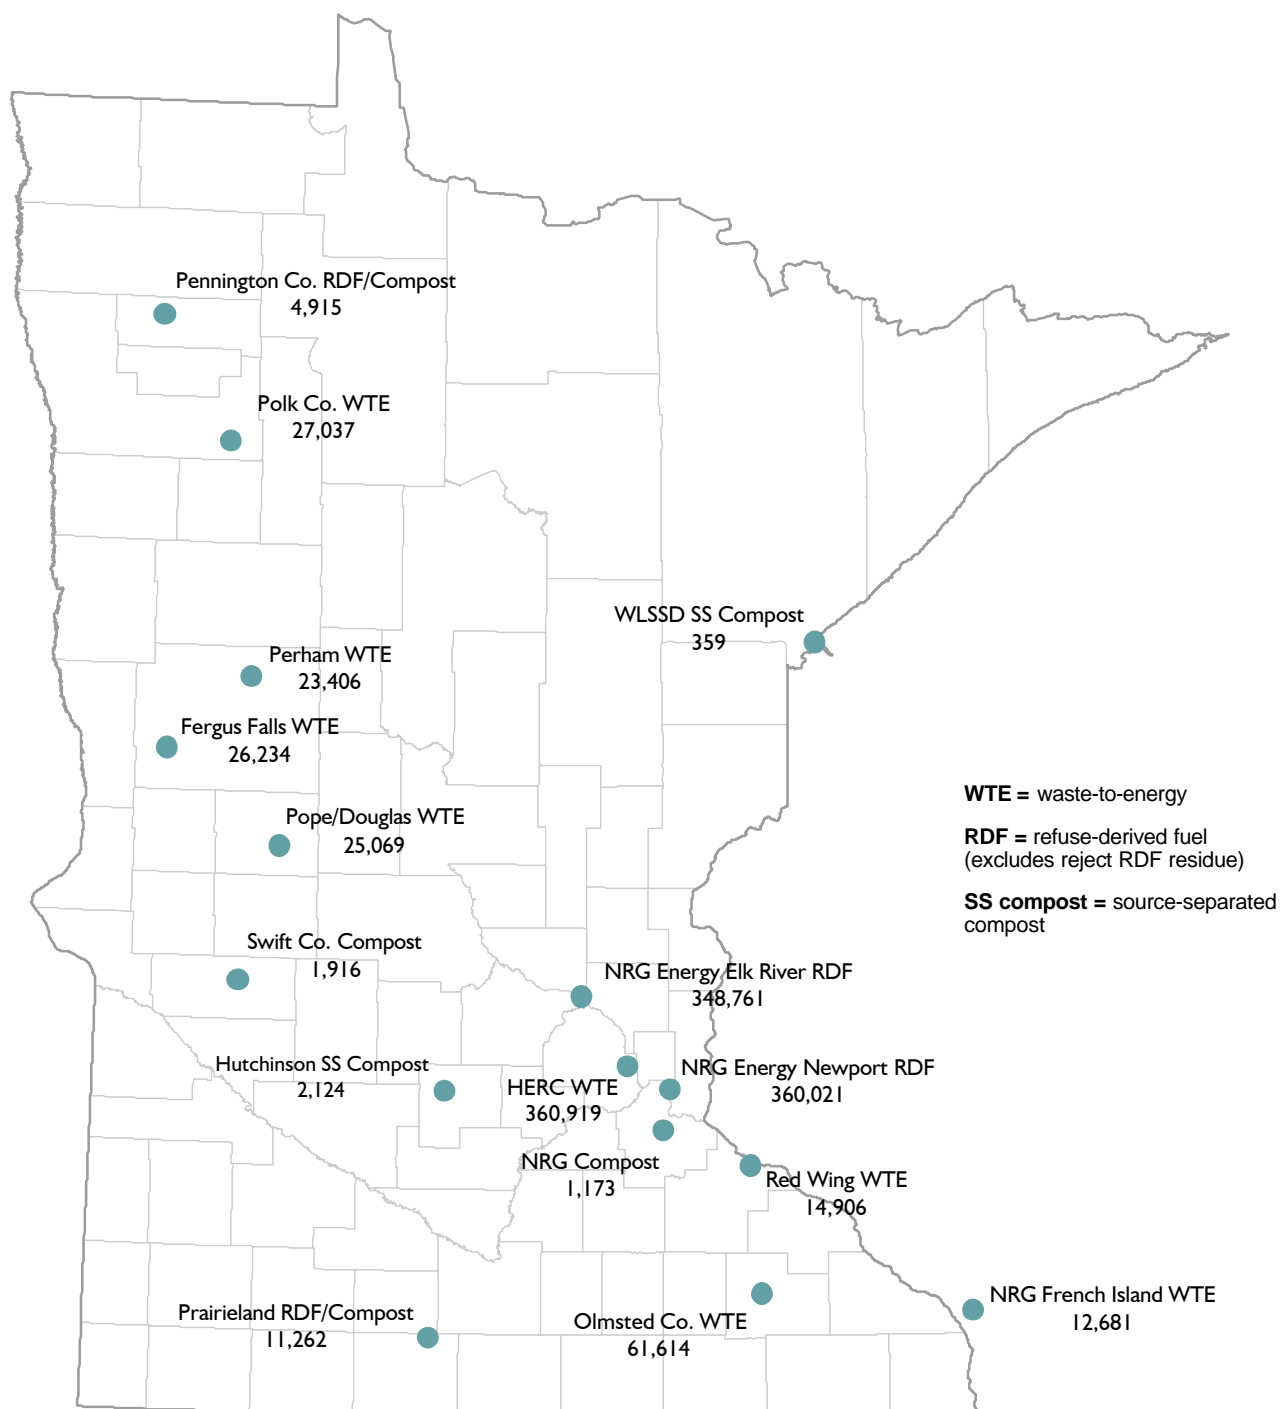 Pennington Co. RDF/Compost
4,915
Polk Co. WTE
27,037
WLSSD SS Compost
359
Perham WTE
23,406
Fergus Falls WTE
26,234
Pope/Douglas WTE
25,069
WTE = waste-to-energy
RDF = refuse-derived fuel
(excludes reject RDF residue)
SS compost = source-separated
compost
Swift Co. Compost
1,916
NRG Energy Elk River RDF
348,761
Hutchinson SS Compost
2,124
HERC WTE
360,919
NRG Energy Newport RDF
360,021
NRG Compost
1,173
Red Wing WTE
14,906
Prairieland RDF/Compost
11,262
Olmsted Co. WTE
61,614
NRG French Island WTE
12,681